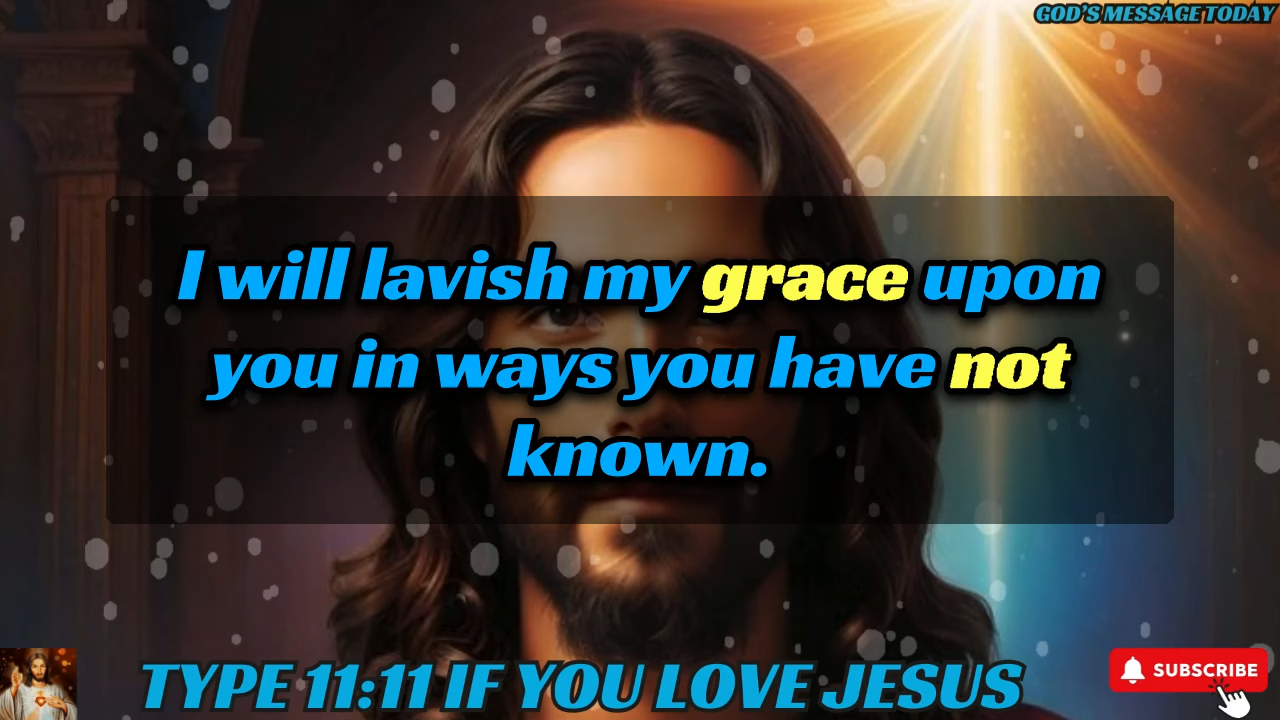 GOD'S MESSAGE TODAY
I will lavish my grace upon
you in ways you have not
known.
TYPE 11:11 IF YOU LOVE JESUS
SUBSCRIBE